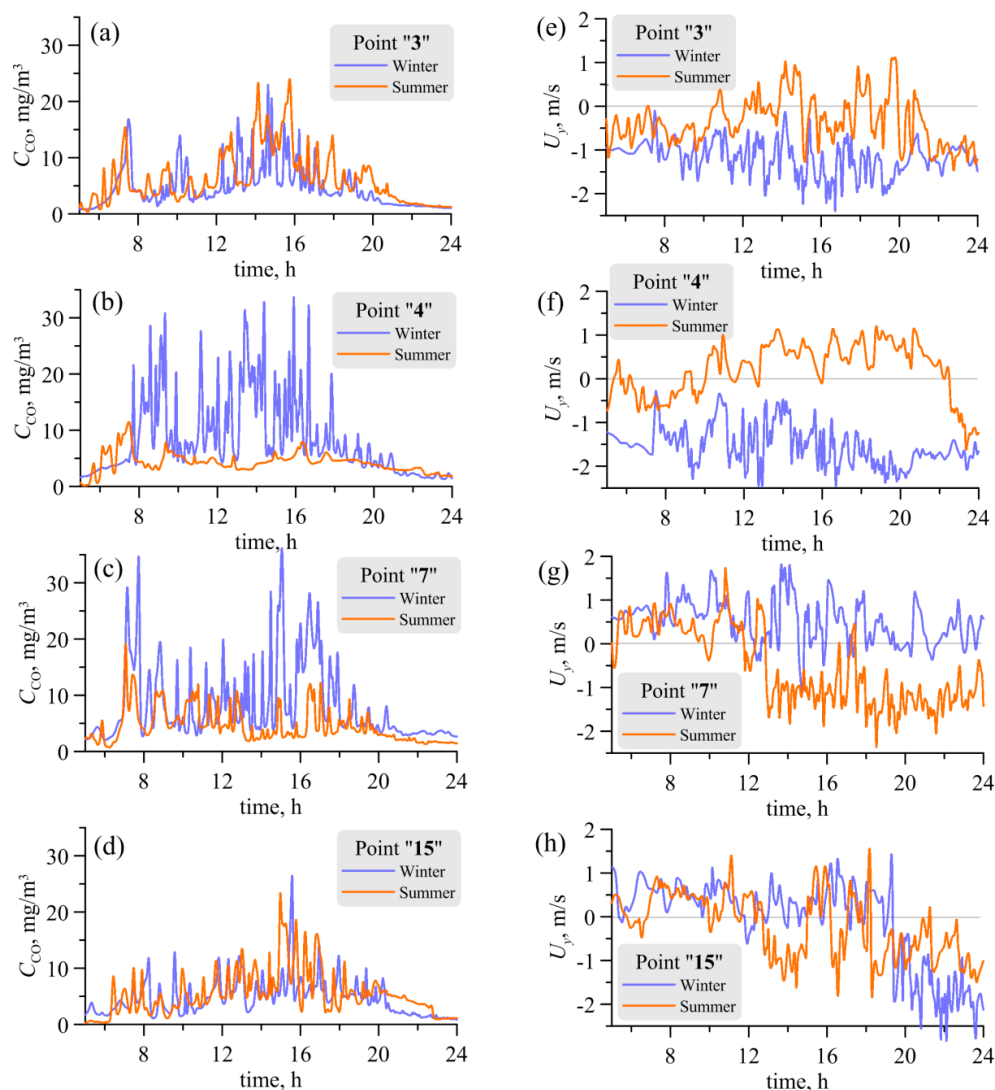 (a)
Point "3"
Winter
Summer
C_CO, mg/m³
30
20
10
0
8 12 16 20 24
time, h
(e)
Point "3"
Winter
Summer
U_y, m/s
2
1
0
-1
-2
8 12 16 20 24
time, h
(b)
Point "4"
Winter
Summer
C_CO, mg/m³
30
20
10
0
8 12 16 20 24
time, h
(f)
Point "4"
Winter
Summer
U_y, m/s
2
1
0
-1
-2
8 12 16 20 24
time, h
(c)
Point "7"
Winter
Summer
C_CO, mg/m³
30
20
10
0
8 12 16 20 24
time, h
(g)
Point "7"
Winter
Summer
U_y, m/s
2
1
0
-1
-2
8 12 16 20 24
time, h
(d)
Point "15"
Winter
Summer
C_CO, mg/m³
30
20
10
0
8 12 16 20 24
time, h
(h)
Point "15"
Winter
Summer
U_y, m/s
2
1
0
-1
-2
8 12 16 20 24
time, h